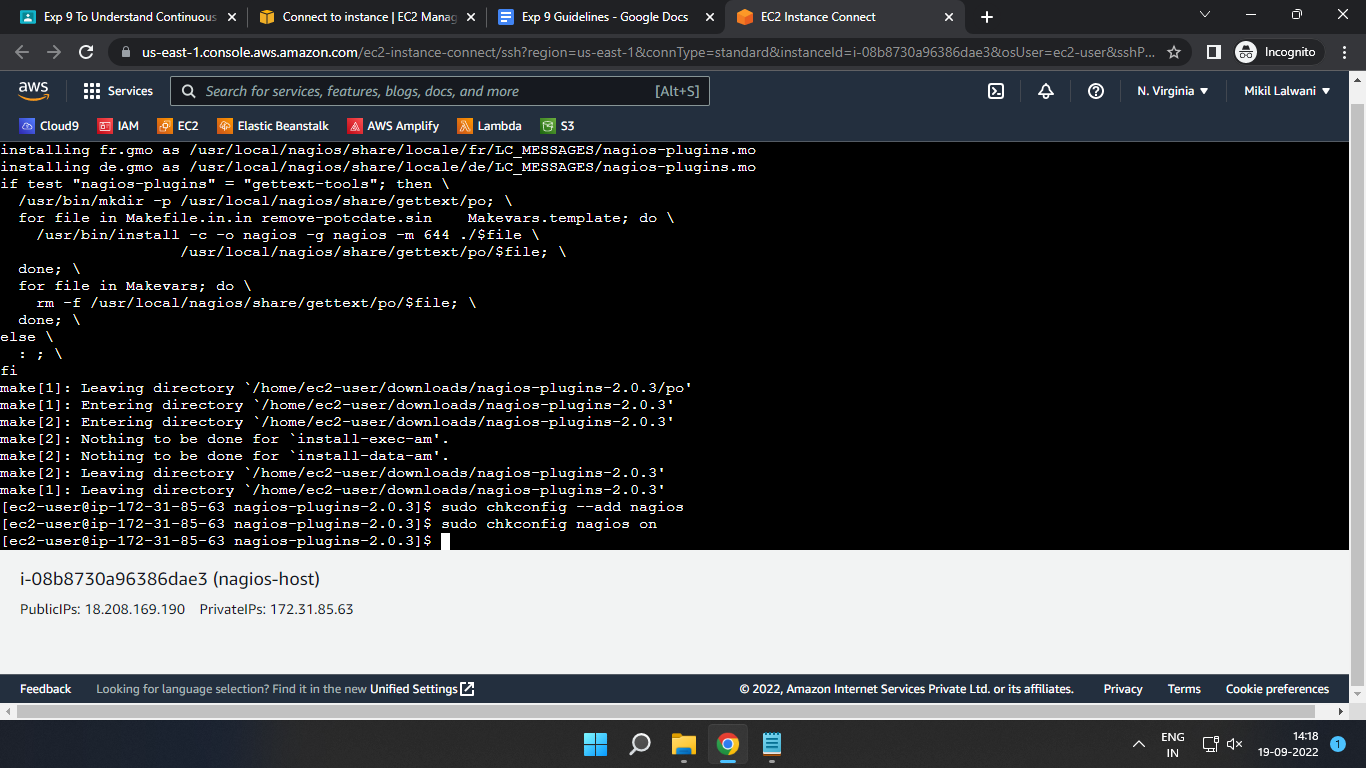 Exp 9 To Understand Continuous
Connect to instance | EC2 Manag
Exp 9 Guidelines - Google Docs
EC2 Instance Connect
us-east-1.console.aws.amazon.com/ec2-instance-connect/ssh?region=us-east-1&connType=standard&instanceId=i-08b8730a96386dae3&osUser=ec2-user&sshP...
Incognito
aws
Services
Search for services, features, blogs, docs, and more
[Alt+S]
N. Virginia
Mikil Lalwani
Cloud9
IAM
EC2
Elastic Beanstalk
AWS Amplify
Lambda
S3
installing fr.gmo as /usr/local/nagios/share/locale/fr/LC_MESSAGES/nagios-plugins.mo
installing de.gmo as /usr/local/nagios/share/locale/de/LC_MESSAGES/nagios-plugins.mo
if test "nagios-plugins" = "gettext-tools"; then \
  /usr/bin/mkdir -p /usr/local/nagios/share/gettext/po; \
  for file in Makefile.in.in remove-potcdate.sin    Makevars.template; do \
    /usr/bin/install -c -o nagios -g nagios -m 644 ./$file \
                    /usr/local/nagios/share/gettext/po/$file; \
  done; \
  for file in Makevars; do \
    rm -f /usr/local/nagios/share/gettext/po/$file; \
  done; \
else \
  : ; \
fi
make[1]: Leaving directory `/home/ec2-user/downloads/nagios-plugins-2.0.3/po'
make[1]: Entering directory `/home/ec2-user/downloads/nagios-plugins-2.0.3'
make[2]: Entering directory `/home/ec2-user/downloads/nagios-plugins-2.0.3'
make[2]: Nothing to be done for `install-exec-am'.
make[2]: Nothing to be done for `install-data-am'.
make[2]: Leaving directory `/home/ec2-user/downloads/nagios-plugins-2.0.3'
make[1]: Leaving directory `/home/ec2-user/downloads/nagios-plugins-2.0.3'
[ec2-user@ip-172-31-85-63 nagios-plugins-2.0.3]$ sudo chkconfig --add nagios
[ec2-user@ip-172-31-85-63 nagios-plugins-2.0.3]$ sudo chkconfig nagios on
[ec2-user@ip-172-31-85-63 nagios-plugins-2.0.3]$
i-08b8730a96386dae3 (nagios-host)
PublicIPs: 18.208.169.190    PrivateIPs: 172.31.85.63
Feedback
Looking for language selection? Find it in the new Unified Settings
© 2022, Amazon Internet Services Private Ltd. or its affiliates.
Privacy
Terms
Cookie preferences
ENG
IN
14:18
19-09-2022
1